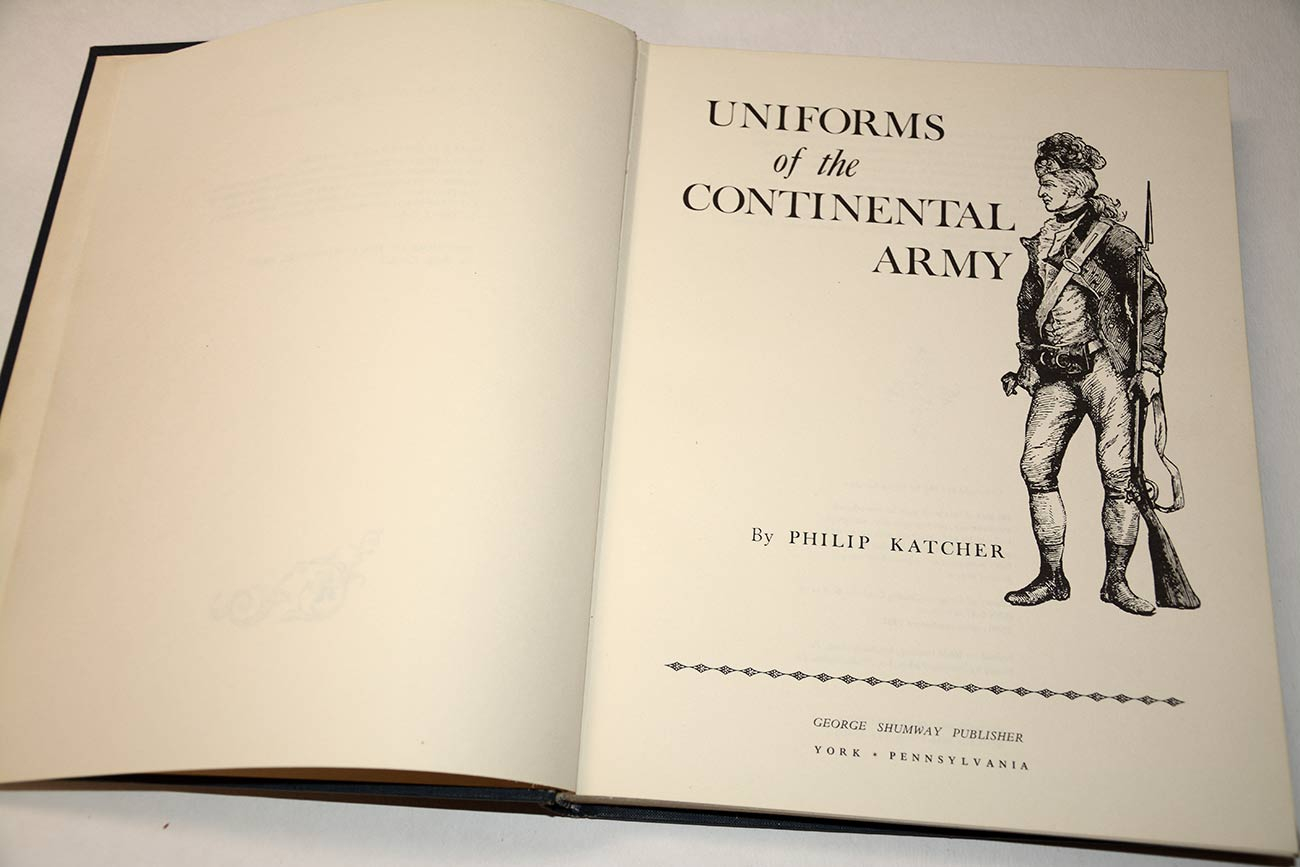 UNIFORMS
of the
CONTINENTAL
ARMY
By PHILIP KATCHER
GEORGE SHUMWAY PUBLISHER
YORK • PENNSYLVANIA